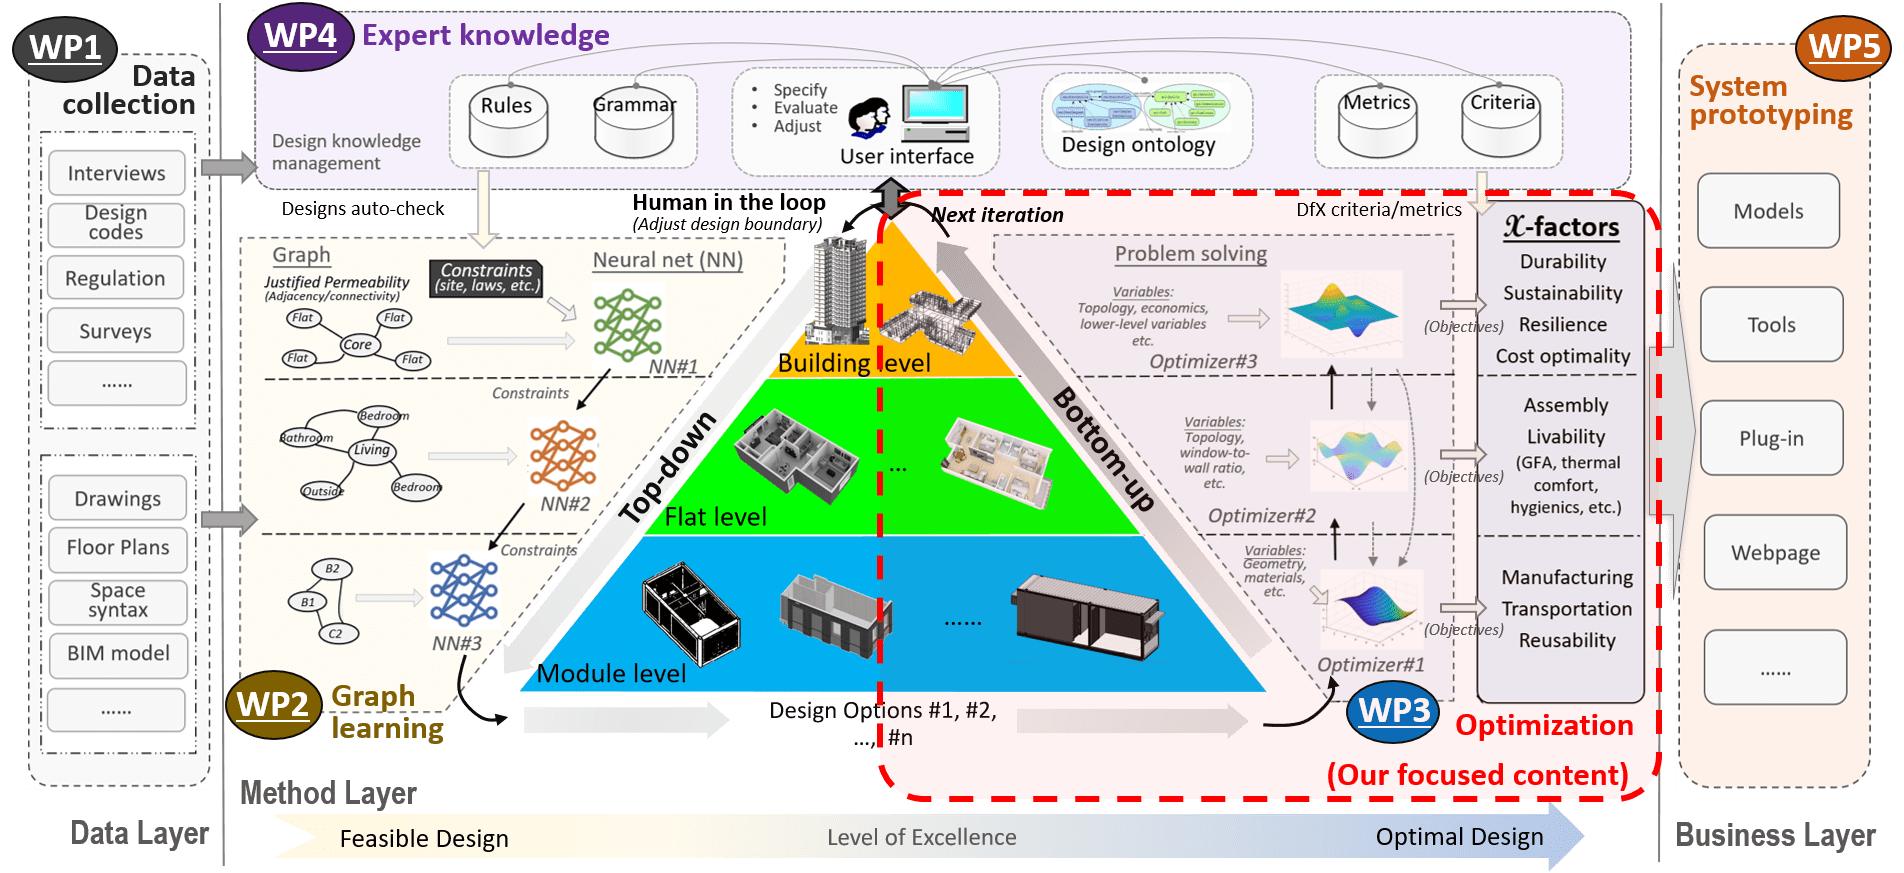 WP1
Data
collection
Interviews
Design
codes
Regulation
Surveys
......
Drawings
Floor Plans
Space
syntax
BIM model
......
Data Layer
WP4
Expert knowledge
Design knowledge
management
Rules
Grammar
• Specify
• Evaluate
• Adjust
User interface
Design ontology
Metrics
Criteria
Designs auto-check
Human in the loop
(Adjust design boundary)
Next iteration
DfX criteria/metrics
Graph
Justified Permeability
(Adjacency/connectivity)
Constraints
(site, laws, etc.)
Neural net (NN)
Flat
Flat
Core
Flat
Flat
NN#1
Constraints
Bedroom
Bathroom
Living
Outside
Bedroom
NN#2
Constraints
B2
B1
C2
NN#3
WP2
Graph
learning
Top-down
Bottom-up
Building level
...
Flat level
......
Module level
Design Options #1, #2,
..., #n
Problem solving
Variables:
Topology, economics,
lower-level variables
etc.
Optimizer#3
(Objectives)
Variables:
Topology,
window-to-
wall ratio,
etc.
Optimizer#2
(Objectives)
Variables:
Geometry,
materials,
etc.
Optimizer#1
(Objectives)
X-factors
Durability
Sustainability
Resilience
Cost optimality
Assembly
Livability
(GFA, thermal
comfort,
hygienics, etc.)
Manufacturing
Transportation
Reusability
WP3
Optimization
(Our focused content)
Method Layer
Feasible Design
Level of Excellence
Optimal Design
WP5
System
prototyping
Models
Tools
Plug-in
Webpage
......
Business Layer